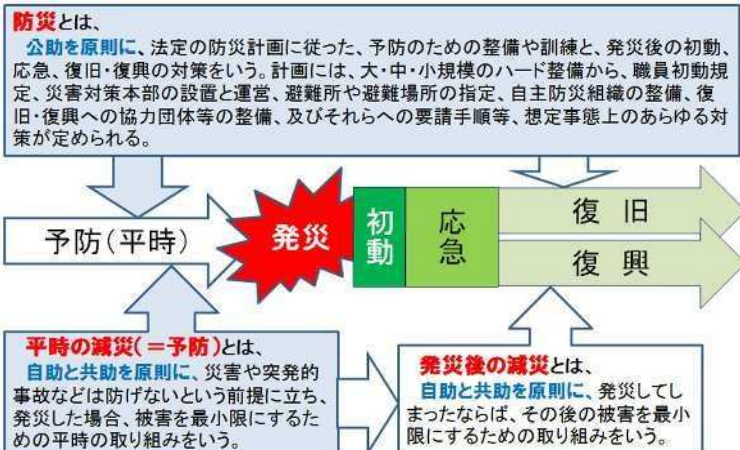 防災とは、
公助を原則に、法定の防災計画に従った、予防のための整備や訓練と、発災後の初動、
応急、復旧・復興の対策をいう。計画には、大・中・小規模のハード整備から、職員初動規
定、災害対策本部の設置と運営、避難所や避難場所の指定、自主防災組織の整備、復
旧・復興への協力団体等の整備、及びそれらへの要請手順等、想定事態上のあらゆる対
策が定められる。
予防(平時)
発災
初動
応急
復 旧
復 興
平時の減災(=予防)とは、
自助と共助を原則に、災害や突発的
事故などは防げないという前提に立ち、
発災した場合、被害を最小限にするた
めの平時の取り組みをいう。
発災後の減災とは、
自助と共助を原則に、発災してし
まったならば、その後の被害を最小
限にするための取り組みをいう。